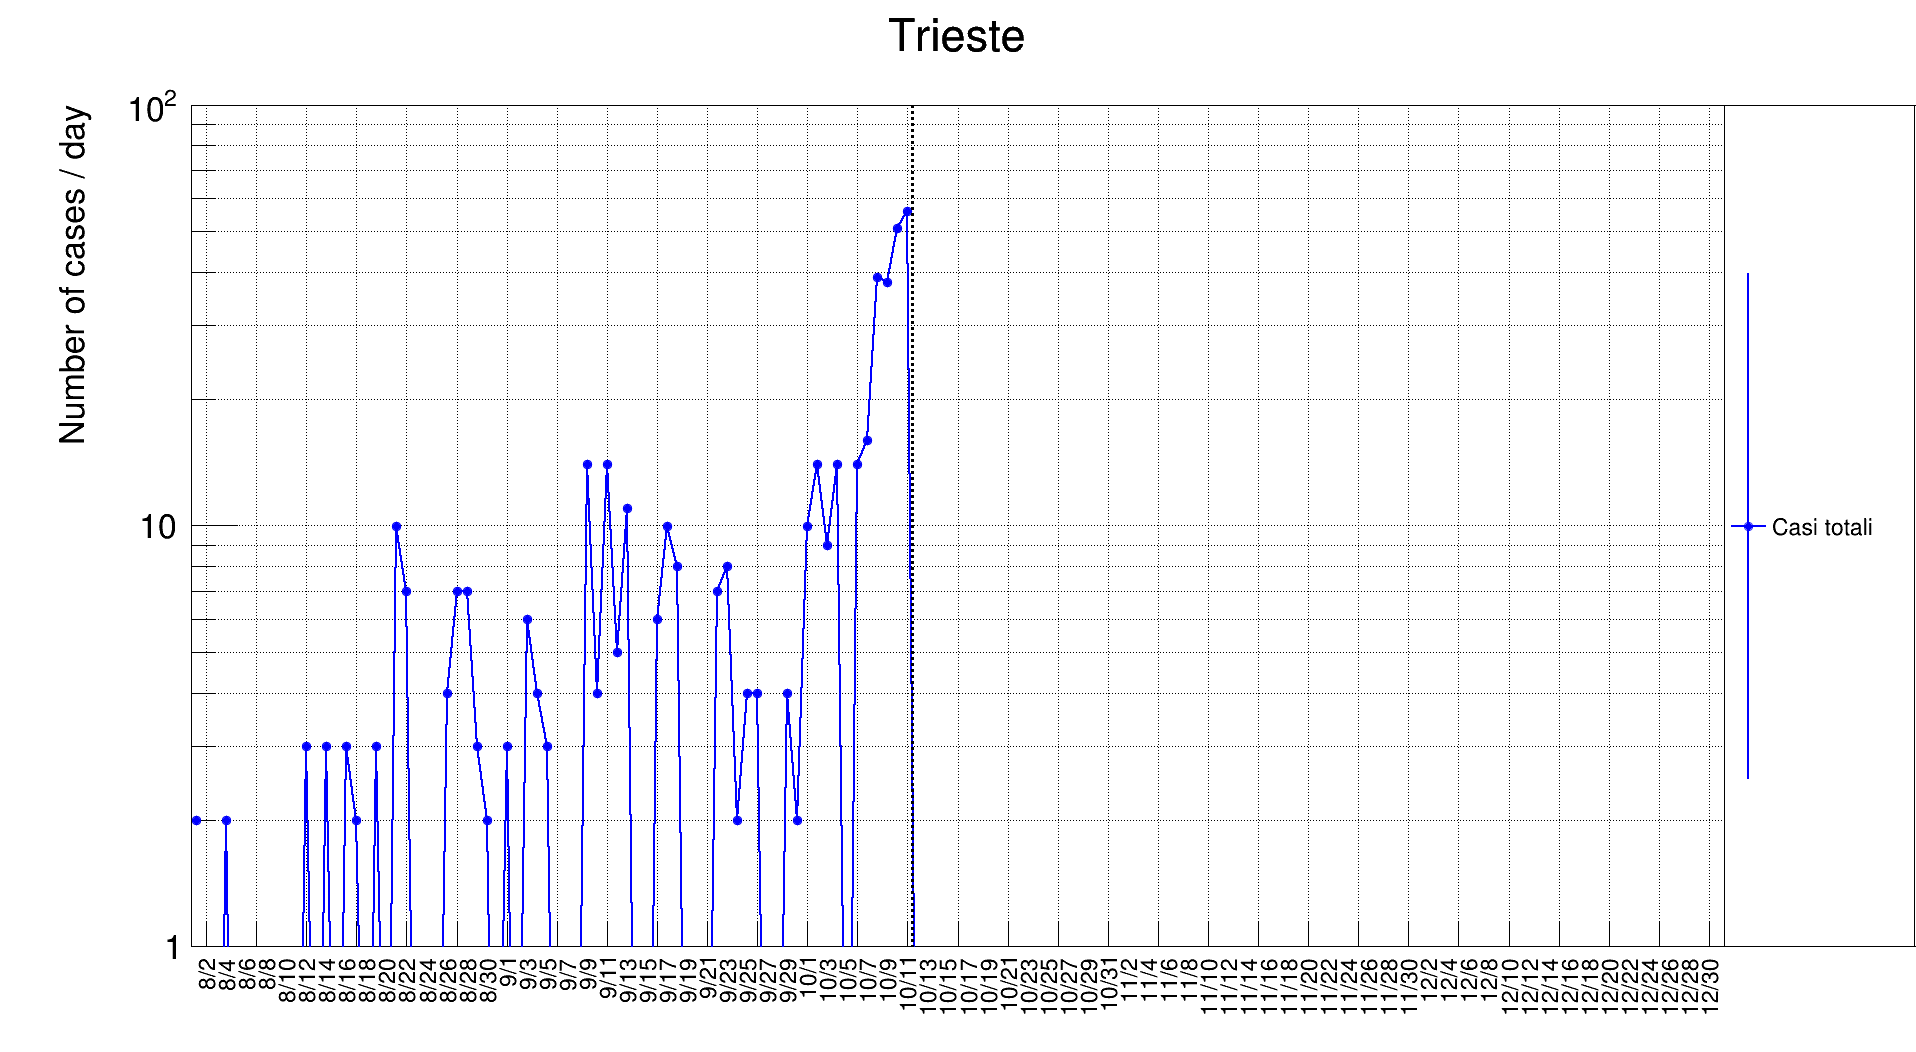 Trieste
Number of cases / day
10²
10
1
8/2 8/4 8/6 8/8 8/10 8/12 8/14 8/16 8/18 8/20 8/22 8/24 8/26 8/28 8/30 9/1 9/3 9/5 9/7 9/9 9/11 9/13 9/15 9/17 9/19 9/21 9/23 9/25 9/27 9/29 10/1 10/3 10/5 10/7 10/9 10/11 10/13 10/15 10/17 10/19 10/21 10/23 10/25 10/27 10/29 10/31 11/2 11/4 11/6 11/8 11/10 11/12 11/14 11/16 11/18 11/20 11/22 11/24 11/26 11/28 11/30 12/2 12/4 12/6 12/8 12/10 12/12 12/14 12/16 12/18 12/20 12/22 12/24 12/26 12/28 12/30
Casi totali